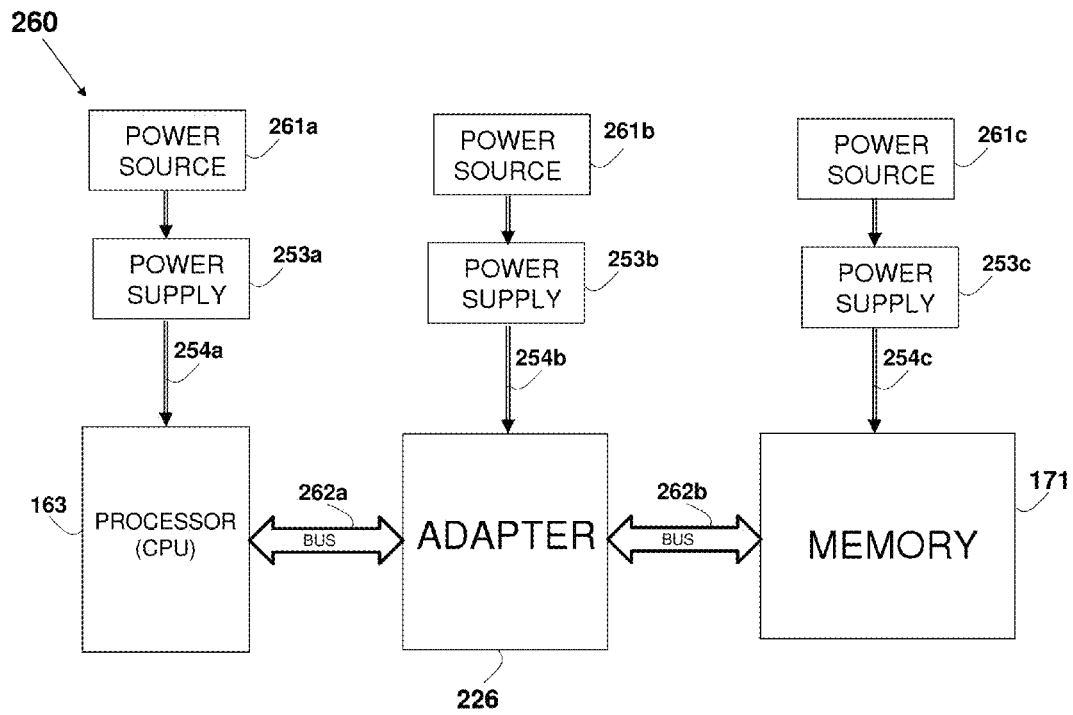 260
POWER
SOURCE
261a
POWER
SOURCE
261b
POWER
SOURCE
261c
POWER
SUPPLY
253a
POWER
SUPPLY
253b
POWER
SUPPLY
253c
254a
254b
254c
163
PROCESSOR
(CPU)
262a
BUS
ADAPTER
226
262b
BUS
MEMORY
171